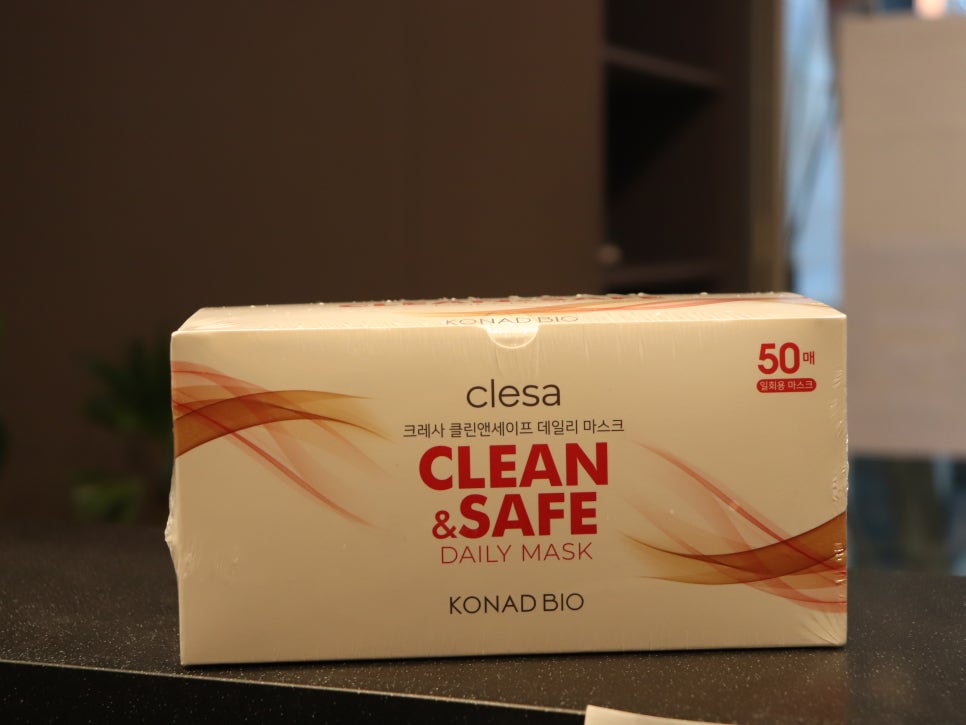 KONAD BIO
50매
일회용 마스크
clesa
크레사 클린앤세이프 데일리 마스크
CLEAN
&SAFE
DAILY MASK
KONAD BIO